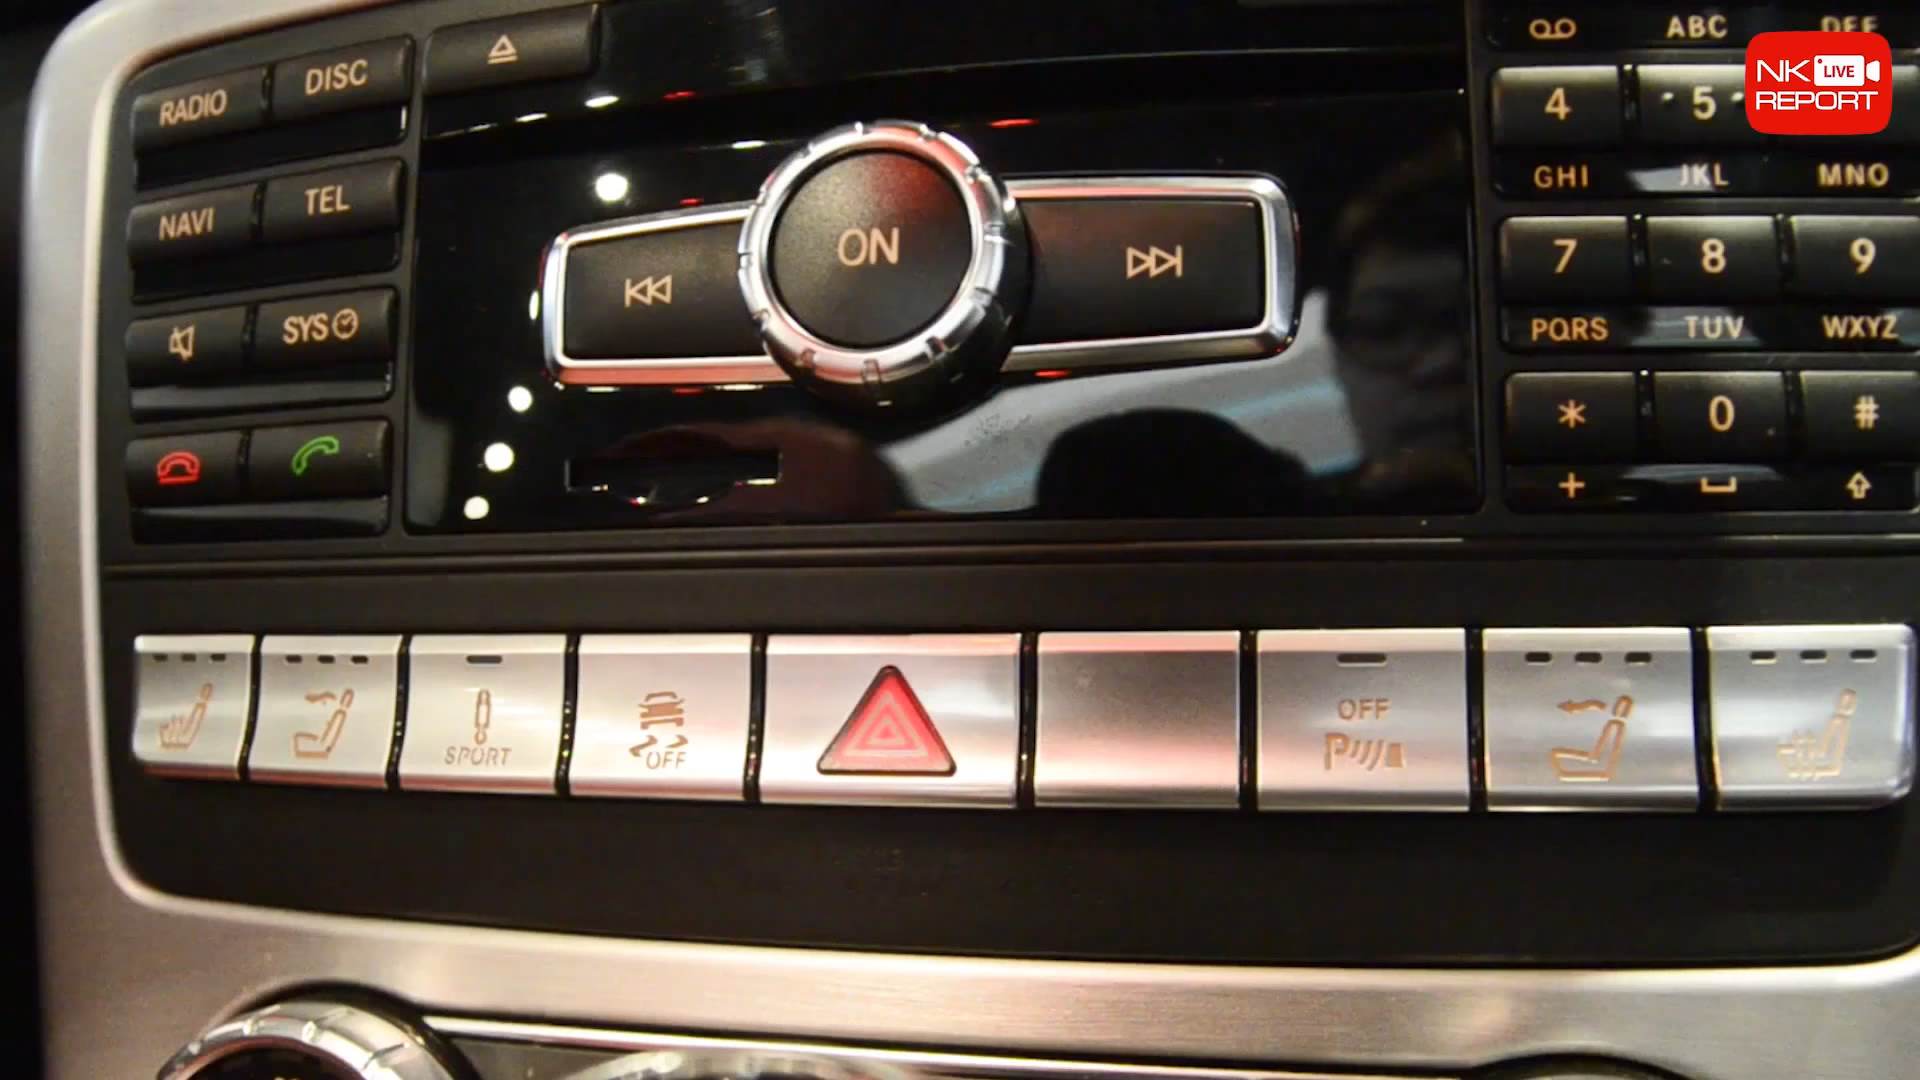 RADIO
DISC
NAVI
TEL
SYS
ON
ABC
DEF
4
5
GHI
JKL
MNO
7
8
9
PQRS
TUV
WXYZ
*
0
#
+
SPORT
OFF
OFF
P
NK LIVE
REPORT